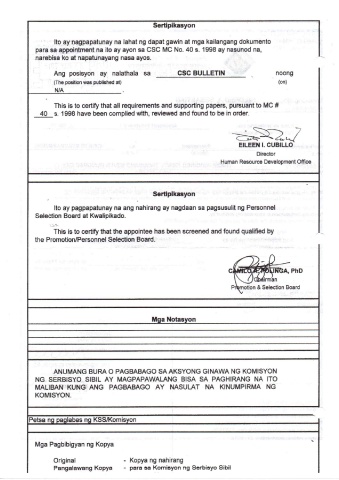 Sertipikasyon
Ito ay nagpapatunay na lahat ng dapat gawin at mga kailangang dokumento
para sa appointment na ito ay ayon sa CSC MC No. 40 s. 1998 ay nasunod na,
narebisa ko at napatunayang nasa ayos.
Ang posisyon ay nalathala sa CSC BULLETIN noong
(The position was published at) (on)
N/A .
This is to certify that all requirements and supporting papers, pursuant to MC #
40 s. 1998 have been complied with, reviewed and found to be in order.
EILEEN I. CUBILLO
Director
Human Resource Development Office
Sertipikasyon
Ito ay pagpapatunay na ang nahirang ay nagdaan sa pagsusulit ng Personnel
Selection Board at Kwalipikado.
This is to certify that the appointee has been screened and found qualified by
the Promotion/Personnel Selection Board.
CAMILO A. POLINGA, PhD
Chairman
Promotion & Selection Board
Mga Notasyon
ANUMANG BURA O PAGBABAGO SA AKSYONG GINAWA NG KOMISYON
NG SERBISYO SIBIL AY MAGPAPAWALANG BISA SA PAGHIRANG NA ITO
MALIBAN KUNG ANG PAGBABAGO AY NASULAT NA KINUMPIRMA NG
KOMISYON.
Petsa ng paglabas ng KSS/Komisyon
Mga Pagbibigyan ng Kopya
Original - Kopya ng nahirang
Pangalawang Kopya - para sa Komisyon ng Serbisyo Sibil